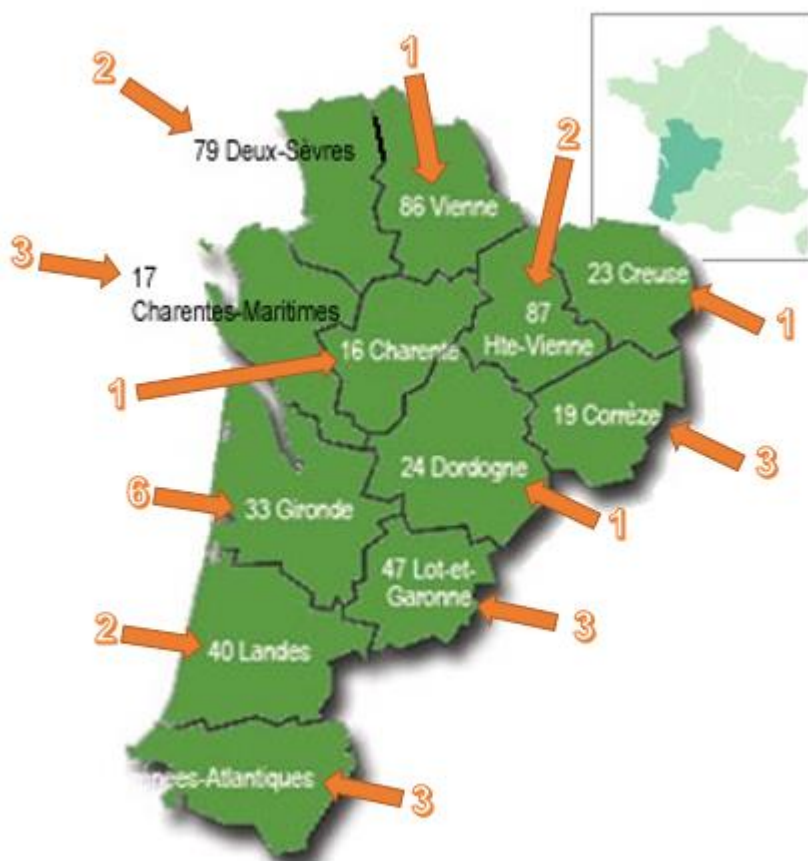 1
2
2
79 Deux-Sèvres
86 Vienne
3
17
Charentes-Maritimes
23 Creuse
87
Hte-Vienne
1
16 Charente
1
19 Corrèze
3
24 Dordogne
6
33 Gironde
1
47 Lot-et-
Garonne
3
2
40 Landes
-Atlantiques
3